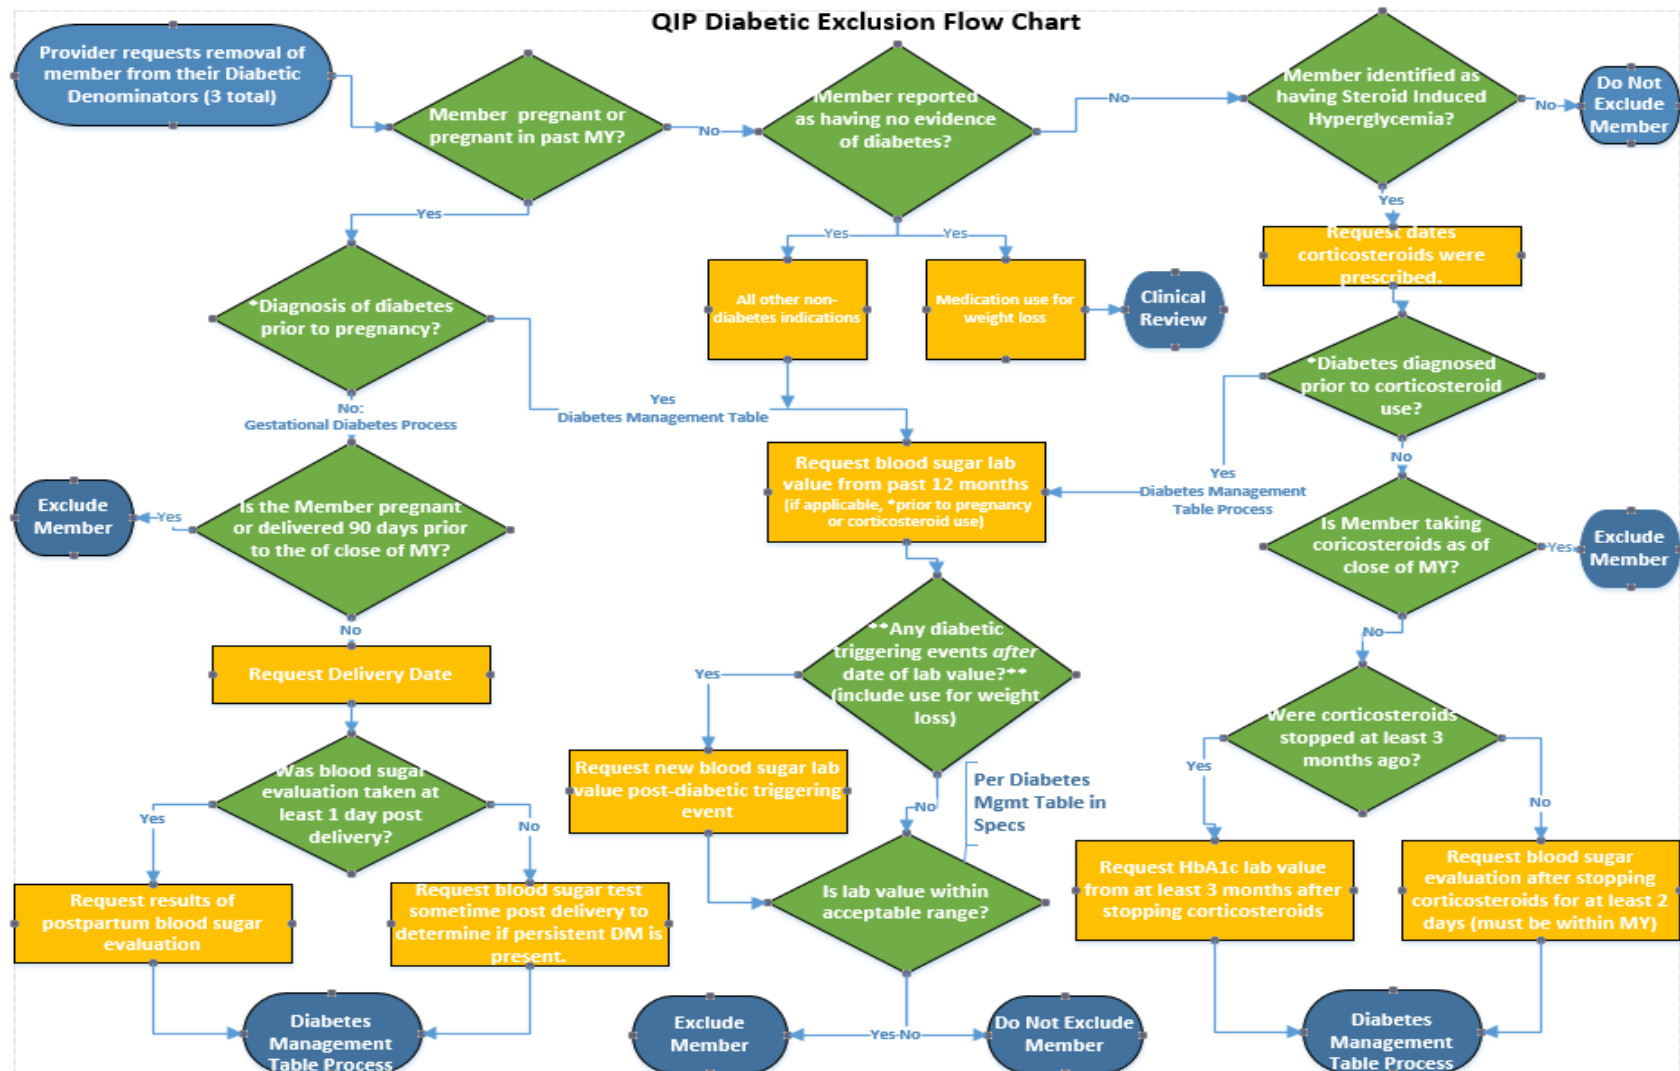 QIP Diabetic Exclusion Flow Chart
Provider requests removal of
member from their Diabetic
Denominators (3 total)
Member pregnant or
pregnant in past MY?
No
Member reported
as having no evidence
of diabetes?
No
Member identified as
having Steroid Induced
Hyperglycemia?
No
Do Not
Exclude
Member
Yes
Yes
Yes
Yes
Request dates
corticosteroids were
prescribed.
*Diagnosis of diabetes
prior to pregnancy?
All other non-
diabetes indications
Medication use for
weight loss
Clinical
Review
*Diabetes diagnosed
prior to corticosteroid
use?
No:
Gestational Diabetes Process
Yes
Diabetes Management Table
Request blood sugar lab
value from past 12 months
(if applicable, *prior to pregnancy
or corticosteroid use)
Yes
Diabetes Management
Table Process
No
Exclude
Member
Yes
Is the Member pregnant
or delivered 90 days prior
to the of close of MY?
Is Member taking
coricosteroids as of
close of MY?
Yes
Exclude
Member
No
No
Request Delivery Date
**Any diabetic
triggering events after
date of lab value?**
(include use for weight
loss)
Yes
Were corticosteroids
stopped at least 3
months ago?
Was blood sugar
evaluation taken at
least 1 day post
delivery?
Request new blood sugar lab
value post-diabetic triggering
event
Per Diabetes
Mgmt Table in
Specs
No
Yes
No
Yes
No
Is lab value within
acceptable range?
Request results of
postpartum blood sugar
evaluation
Request blood sugar test
sometime post delivery to
determine if persistent DM is
present.
Request HbA1c lab value
from at least 3 months after
stopping corticosteroids
Request blood sugar
evaluation after stopping
corticosteroids for at least 2
days (must be within MY)
Diabetes
Management
Table Process
Exclude
Member
Yes No
Do Not Exclude
Member
Diabetes
Management
Table Process